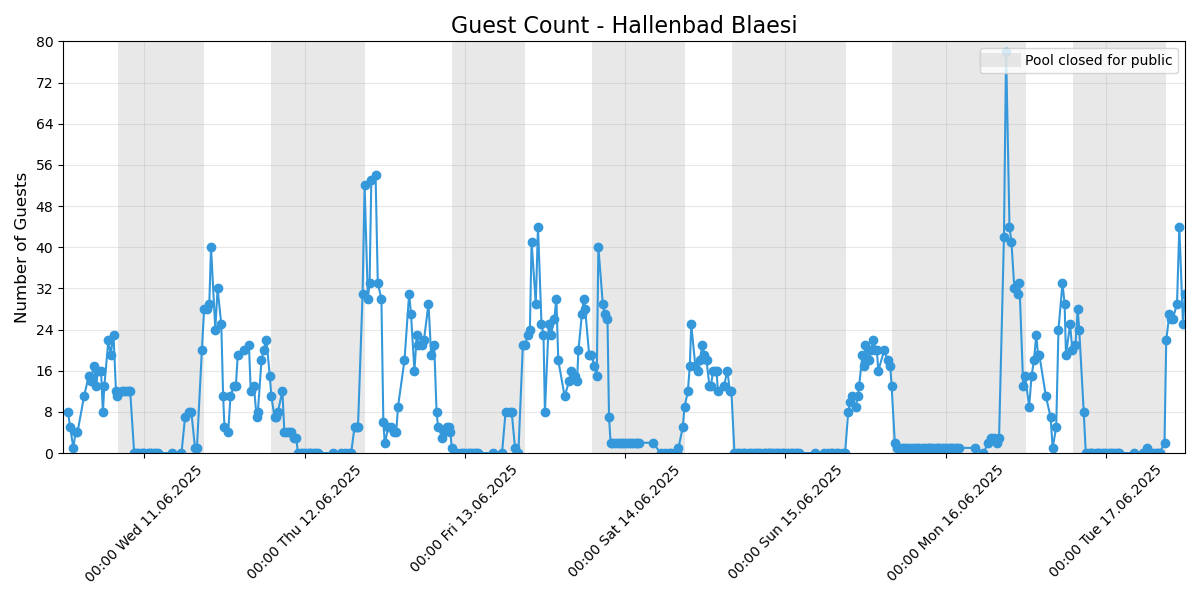 Guest Count - Hallenbad Blaesi
Number of Guests
80
72
64
56
48
40
32
24
16
8
0
Pool closed for public
00:00 Wed 11.06.2025
00:00 Thu 12.06.2025
00:00 Fri 13.06.2025
00:00 Sat 14.06.2025
00:00 Sun 15.06.2025
00:00 Mon 16.06.2025
00:00 Tue 17.06.2025